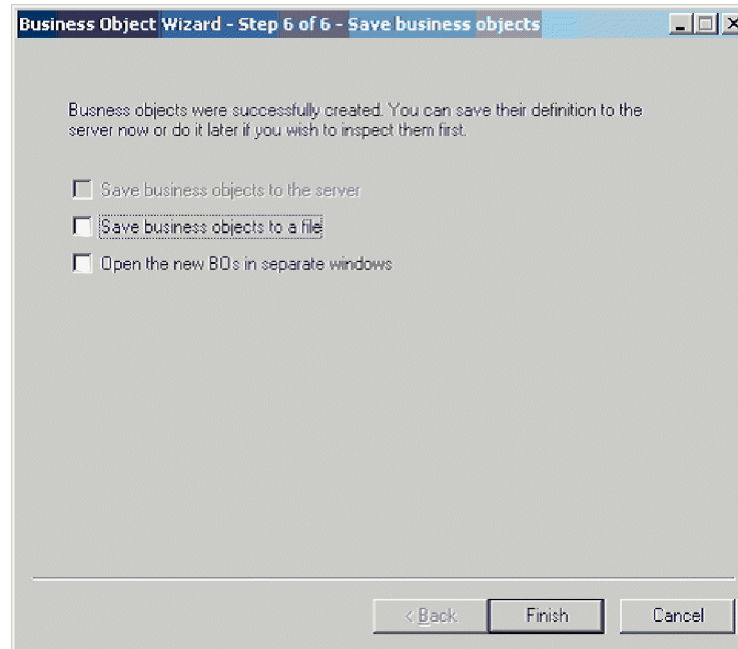 Business Object Wizard - Step 6 of 6 - Save business objects
Busness objects were successfully created. You can save their definition to the
server now or do it later if you wish to inspect them first.
Save business objects to the server
Save business objects to a file
Open the new BOs in separate windows
< Back
Finish
Cancel